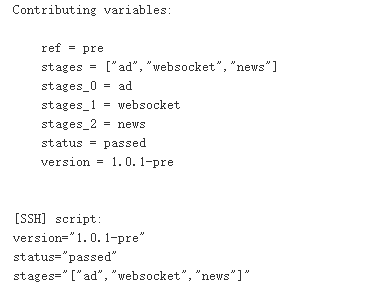 Contributing variables:
ref = pre
stages = ["ad","websocket","news"]
stages_0 = ad
stages_1 = websocket
stages_2 = news
status = passed
version = 1.0.1-pre
[SSH] script:
version="1.0.1-pre"
status="passed"
stages="["ad","websocket","news"]"